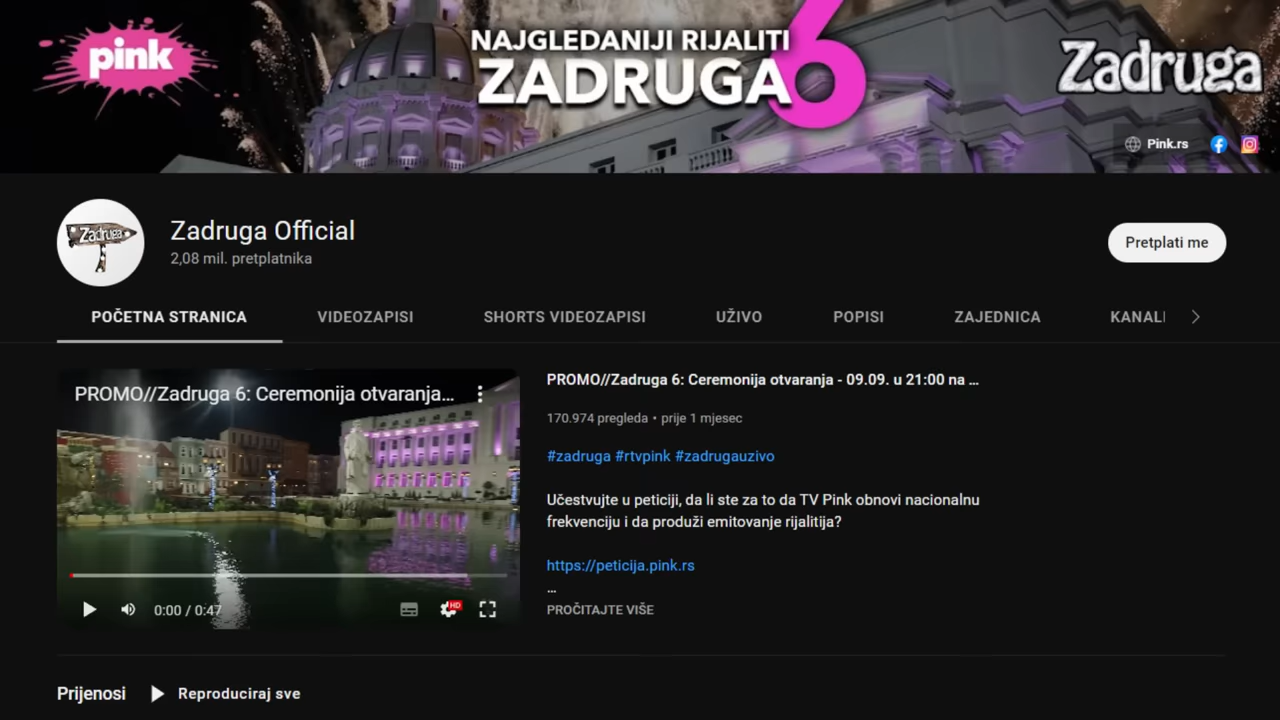 pink
NAJGLEDANIJI RIJALITI
ZADRUGA 6
Zadruga
Pink.rs
Zadruga
Zadruga Official
2,08 mil. pretplatnika
Pretplati me
POČETNA STRANICA
VIDEOZAPISI
SHORTS VIDEOZAPISI
UŽIVO
POPISI
ZAJEDNICA
KANALI
PROMO//Zadruga 6: Ceremonija otvaranja...
0:00 / 0:47
HD
PROMO//Zadruga 6: Ceremonija otvaranja - 09.09. u 21:00 na ...
170.974 pregleda • prije 1 mjesec
#zadruga #rtvpink #zadrugauzivo
Učestvujte u peticiji, da li ste za to da TV Pink obnovi nacionalnu
frekvenciju i da produži emitovanje rijalitija?
https://peticija.pink.rs
...
PROČITAJTE VIŠE
Prijenosi
Reproduciraj sve